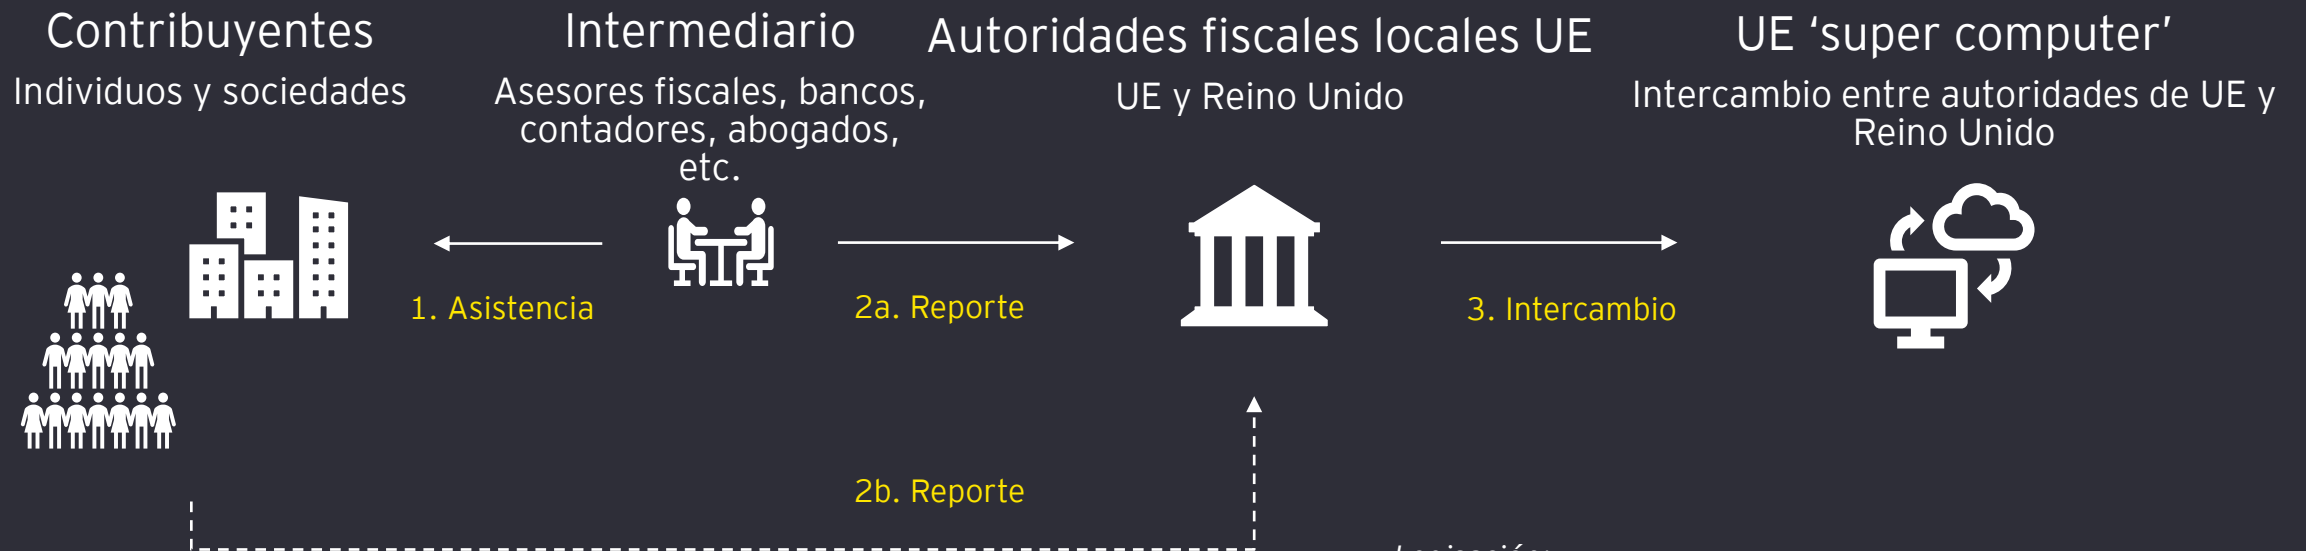 Contribuyentes
Individuos y sociedades
Intermediario
Asesores fiscales, bancos,
contadores, abogados,
etc.
Autoridades fiscales locales UE
UE y Reino Unido
UE ‘super computer’
Intercambio entre autoridades de UE y
Reino Unido
1. Asistencia
2a. Reporte
3. Intercambio
2b. Reporte